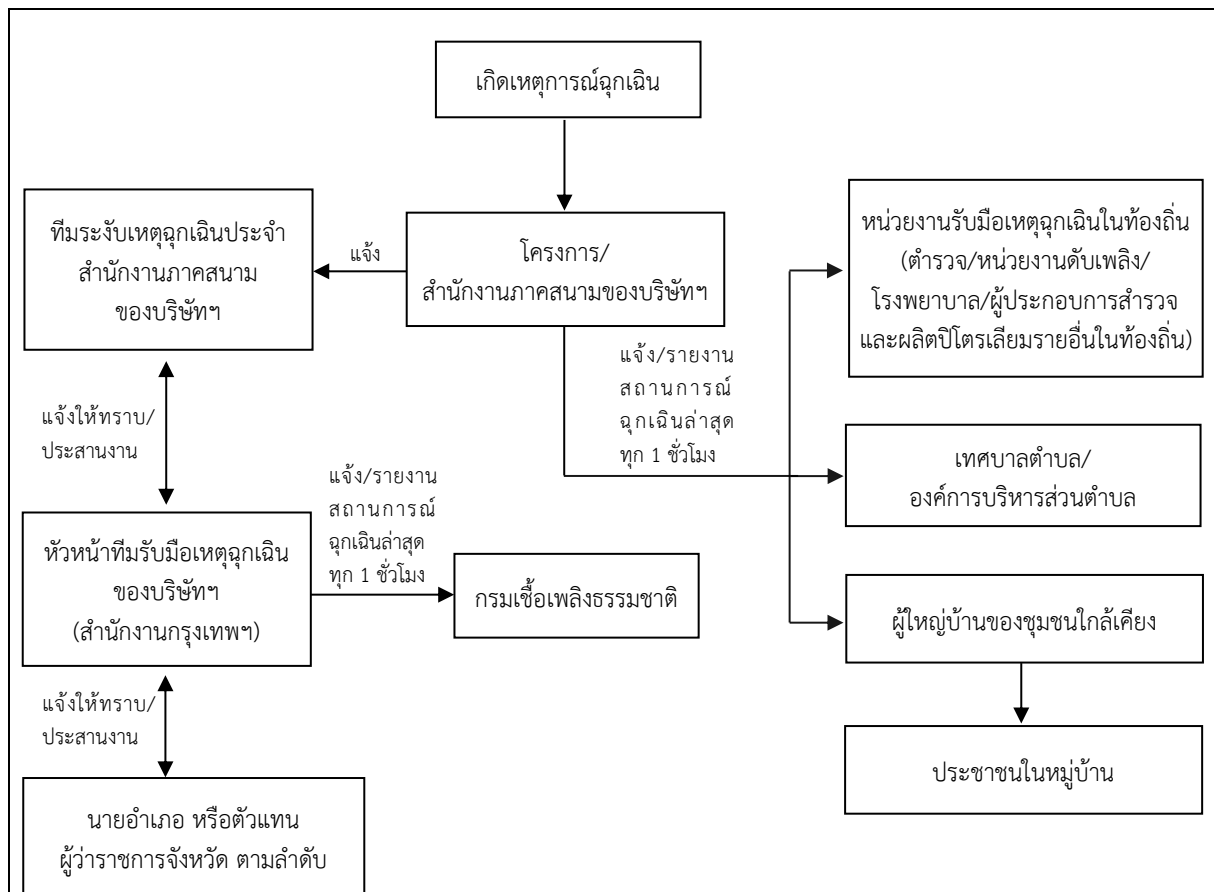 เกิดเหตุการณ์ฉุกเฉิน
ทีมระงับเหตุฉุกเฉินประจำ
สำนักงานภาคสนาม
ของบริษัทฯ
แจ้ง
โครงการ/
สำนักงานภาคสนามของบริษัทฯ
หน่วยงานรับมือเหตุฉุกเฉินในท้องถิ่น
(ตำรวจ/หน่วยงานดับเพลิง/
โรงพยาบาล/ผู้ประกอบการสำรวจ
และผลิตปิโตรเลียมรายอื่นในท้องถิ่น)
แจ้ง/รายงาน
สถานการณ์
ฉุกเฉินล่าสุด
ทุก 1 ชั่วโมง
แจ้งให้ทราบ/
ประสานงาน
เทศบาลตำบล/
องค์การบริหารส่วนตำบล
แจ้ง/รายงาน
สถานการณ์
ฉุกเฉินล่าสุด
ทุก 1 ชั่วโมง
หัวหน้าทีมรับมือเหตุฉุกเฉิน
ของบริษัทฯ
(สำนักงานกรุงเทพฯ)
กรมเชื้อเพลิงธรรมชาติ
ผู้ใหญ่บ้านของชุมชนใกล้เคียง
แจ้งให้ทราบ/
ประสานงาน
ประชาชนในหมู่บ้าน
นายอำเภอ หรือตัวแทน
ผู้ว่าราชการจังหวัด ตามลำดับ